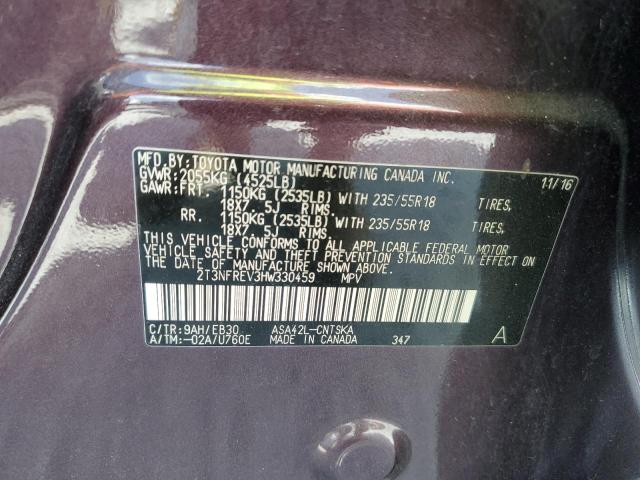 MFD. BY: TOYOTA MOTOR MANUFACTURING CANADA INC. 11/16
GVWR: 2055KG (4525LB)
GAWR: FRT. 1150KG (2535LB) WITH 235/55R18 TIRES,
18X7.5J RIMS.
RR. 1150KG (2535LB) WITH 235/55R18 TIRES,
18X7.5J RIMS.
THIS VEHICLE CONFORMS TO ALL APPLICABLE FEDERAL MOTOR
VEHICLE SAFETY AND THEFT PREVENTION STANDARDS IN EFFECT
ON THE DATE OF MANUFACTURE SHOWN ABOVE.
2T3NFREV3HW330459 MPV
C/TR: 9AH/EB30 ASA42L-CNTSKA
A/TM: -02A/U760E MADE IN CANADA 347 A